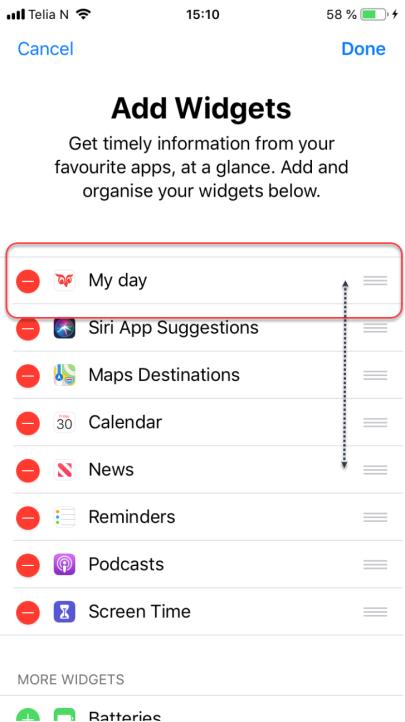 Telia N 15:10 58 %
Cancel Done
Add Widgets
Get timely information from your
favourite apps, at a glance. Add and
organise your widgets below.
My day
Siri App Suggestions
Maps Destinations
Friday
30 Calendar
News
Reminders
Podcasts
Screen Time
MORE WIDGETS
Batteries